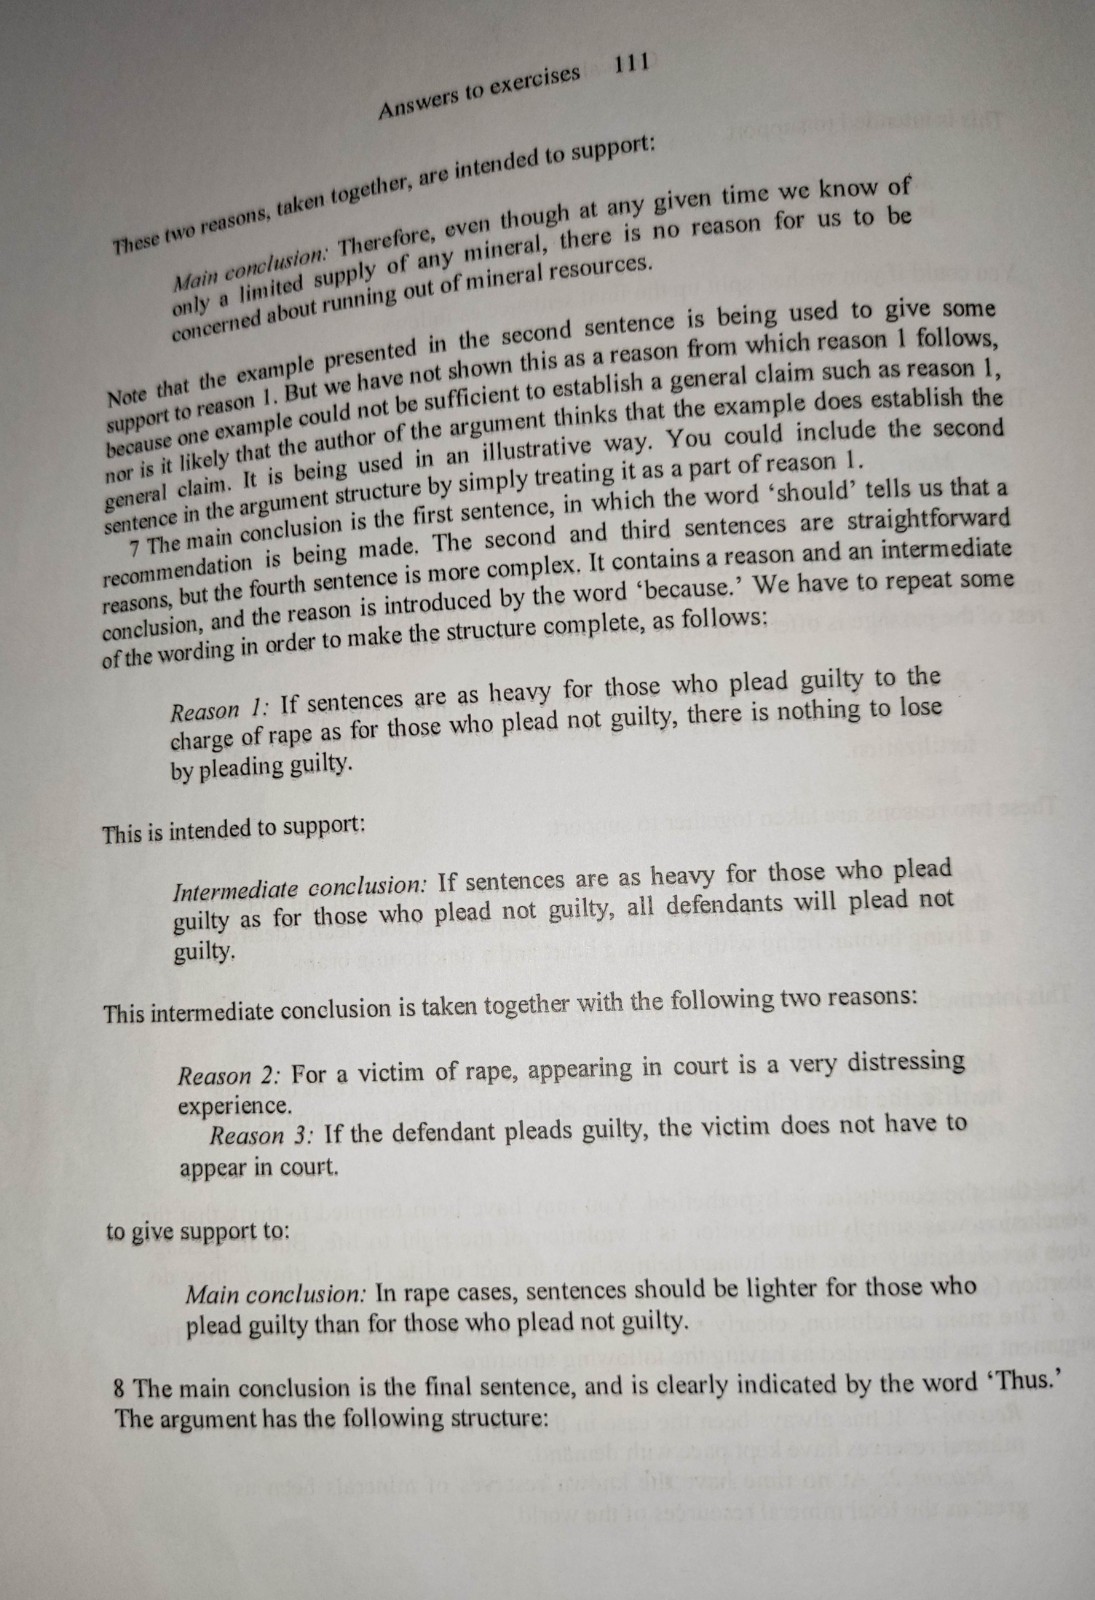 Answers to exercises 111
These two reasons, taken together, are intended to support:
Main conclusion: Therefore, even though at any given time we know of
only a limited supply of any mineral, there is no reason for us to be
concerned about running out of mineral resources.
Note that the example presented in the second sentence is being used to give some
support to reason 1. But we have not shown this as a reason from which reason 1 follows,
because one example could not be sufficient to establish a general claim such as reason 1,
nor is it likely that the author of the argument thinks that the example does establish the
general claim. It is being used in an illustrative way. You could include the second
sentence in the argument structure by simply treating it as a part of reason 1.
7 The main conclusion is the first sentence, in which the word ‘should’ tells us that a
recommendation is being made. The second and third sentences are straightforward
reasons, but the fourth sentence is more complex. It contains a reason and an intermediate
conclusion, and the reason is introduced by the word ‘because.’ We have to repeat some
of the wording in order to make the structure complete, as follows:
Reason 1: If sentences are as heavy for those who plead guilty to the
charge of rape as for those who plead not guilty, there is nothing to lose
by pleading guilty.
This is intended to support:
Intermediate conclusion: If sentences are as heavy for those who plead
guilty as for those who plead not guilty, all defendants will plead not
guilty.
This intermediate conclusion is taken together with the following two reasons:
Reason 2: For a victim of rape, appearing in court is a very distressing
experience.
Reason 3: If the defendant pleads guilty, the victim does not have to
appear in court.
to give support to:
Main conclusion: In rape cases, sentences should be lighter for those who
plead guilty than for those who plead not guilty.
8 The main conclusion is the final sentence, and is clearly indicated by the word ‘Thus.’
The argument has the following structure: